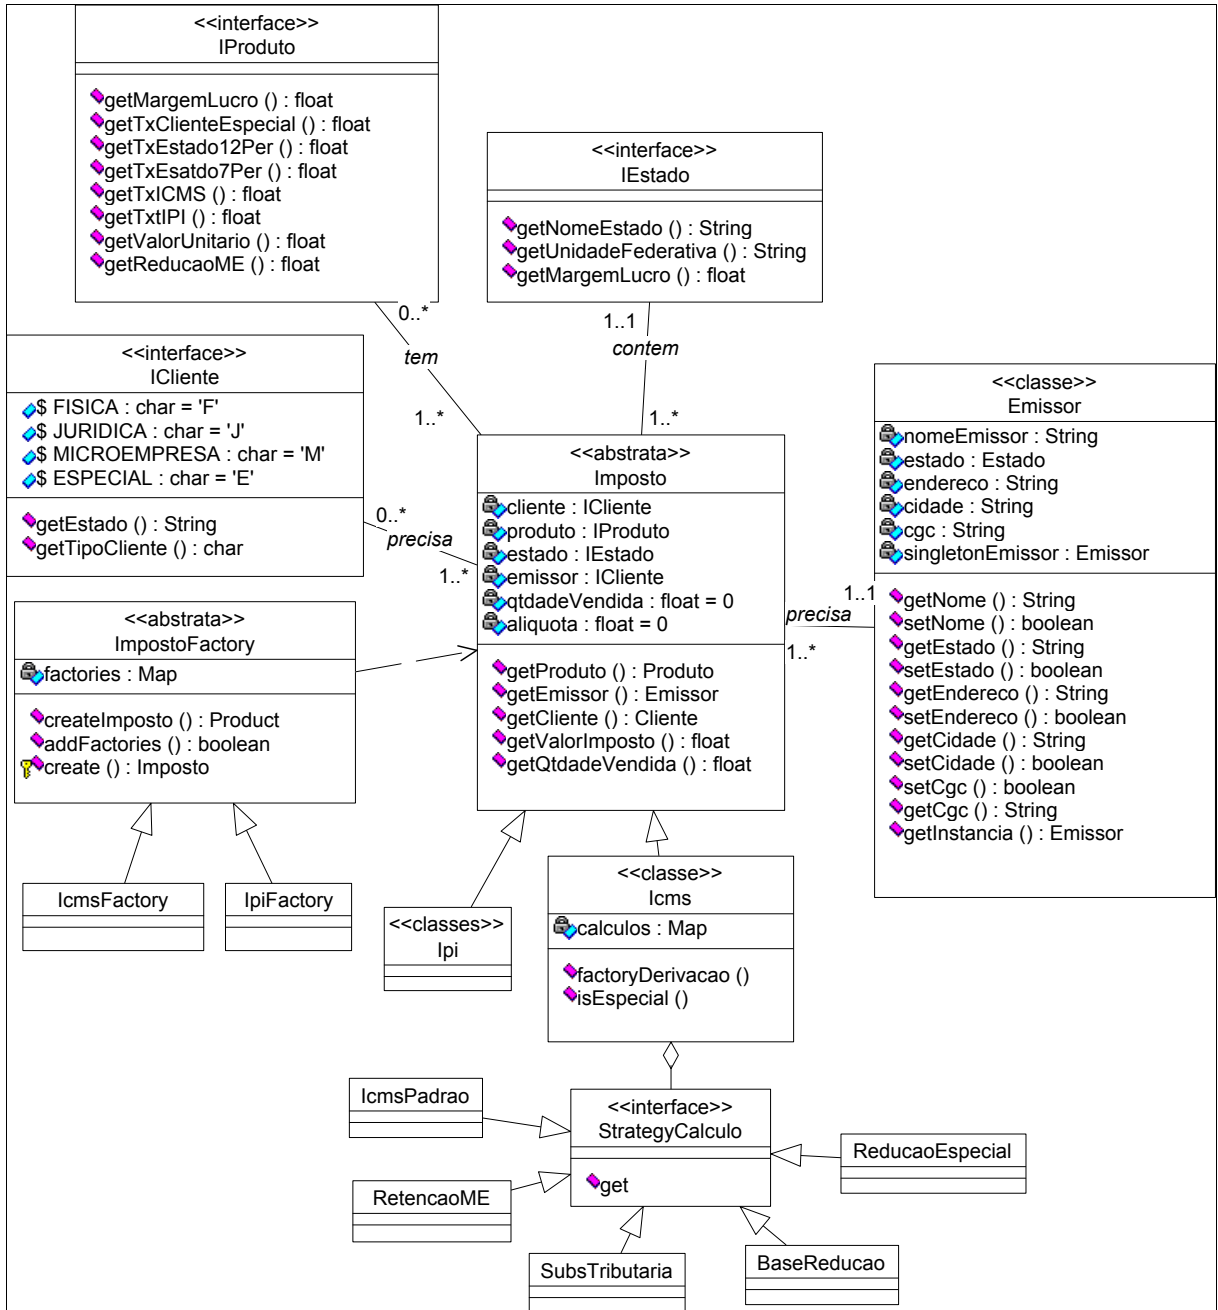 <<interface>>
IProduto
getMargemLucro () : float
getTxClienteEspecial () : float
getTxEstado12Per () : float
getTxEsatdo7Per () : float
getTxICMS () : float
getTxtIPI () : float
getValorUnitario () : float
getReducaoME () : float
<<interface>>
IEstado
getNomeEstado () : String
getUnidadeFederativa () : String
getMargemLucro () : float
0..*
tem
1..*
1..1
contem
1..*
<<interface>>
ICliente
$ FISICA : char = 'F'
$ JURIDICA : char = 'J'
$ MICROEMPRESA : char = 'M'
$ ESPECIAL : char = 'E'
getEstado () : String
getTipoCliente () : char
0..*
precisa
1..*
<<abstrata>>
Imposto
cliente : ICliente
produto : IProduto
estado : IEstado
emissor : ICliente
qtdadeVendida : float = 0
aliquota : float = 0
getProduto () : Produto
getEmissor () : Emissor
getCliente () : Cliente
getValorImposto () : float
getQtdadeVendida () : float
<<classe>>
Emissor
nomeEmissor : String
estado : Estado
endereco : String
cidade : String
cgc : String
singletonEmissor : Emissor
getNome () : String
setNome () : boolean
getEstado () : String
setEstado () : boolean
getEndereco () : String
setEndereco () : boolean
getCidade () : String
setCidade () : boolean
setCgc () : boolean
getCgc () : String
getInstancia () : Emissor
1..1
precisa
1..*
<<abstrata>>
ImpostoFactory
factories : Map
createImposto () : Product
addFactories () : boolean
create () : Imposto
IcmsFactory
IpiFactory
<<classes>>
Ipi
<<classe>>
Icms
calculos : Map
factoryDerivacao ()
isEspecial ()
IcmsPadrao
<<interface>>
StrategyCalculo
get
ReducaoEspecial
RetencaoME
SubsTributaria
BaseReducao